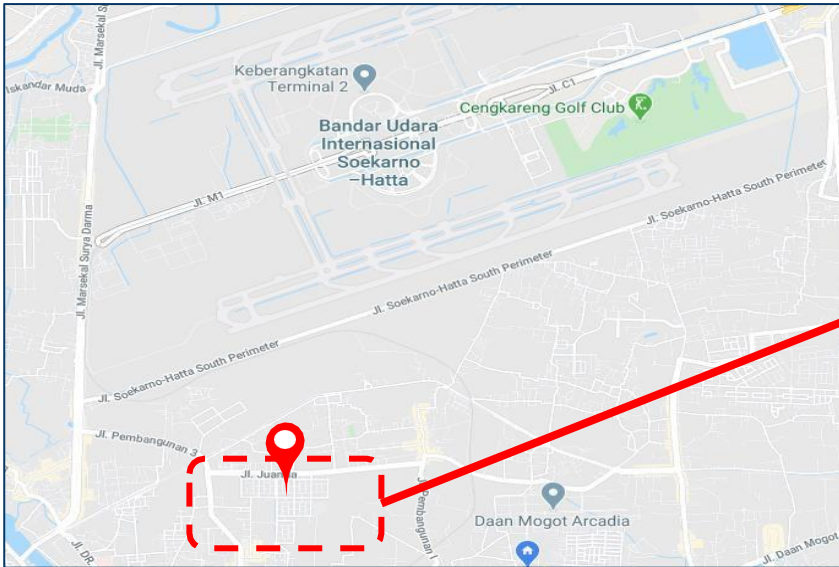 Jl. Marsekal Su
Iskandar Muda
Keberangkatan
Terminal 2
Jl. C1
Cengkareng Golf Club
Bandar Udara
Internasional
Soekarno
–Hatta
Jl. M1
Jl. Soekarno-Hatta South Perimeter
Jl. Marsekal Surya Darma
Jl. Soekarno-Hatta South Perimeter
Jl. Soekarno-Hatta South Perimeter
Jl. Pembangunan 3
Jl. Juanda
Jl. Pembangunan I
Daan Mogot Arcadia
Jl. DR.
Jl. Daan Mogot